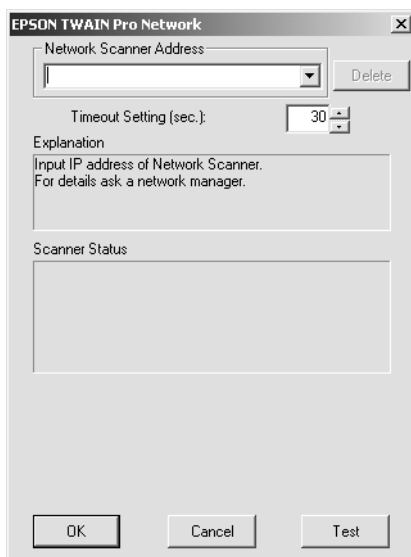 EPSON TWAIN Pro Network
Network Scanner Address
Delete
Timeout Setting (sec.): 30
Explanation
Input IP address of Network Scanner.
For details ask a network manager.
Scanner Status
OK Cancel Test